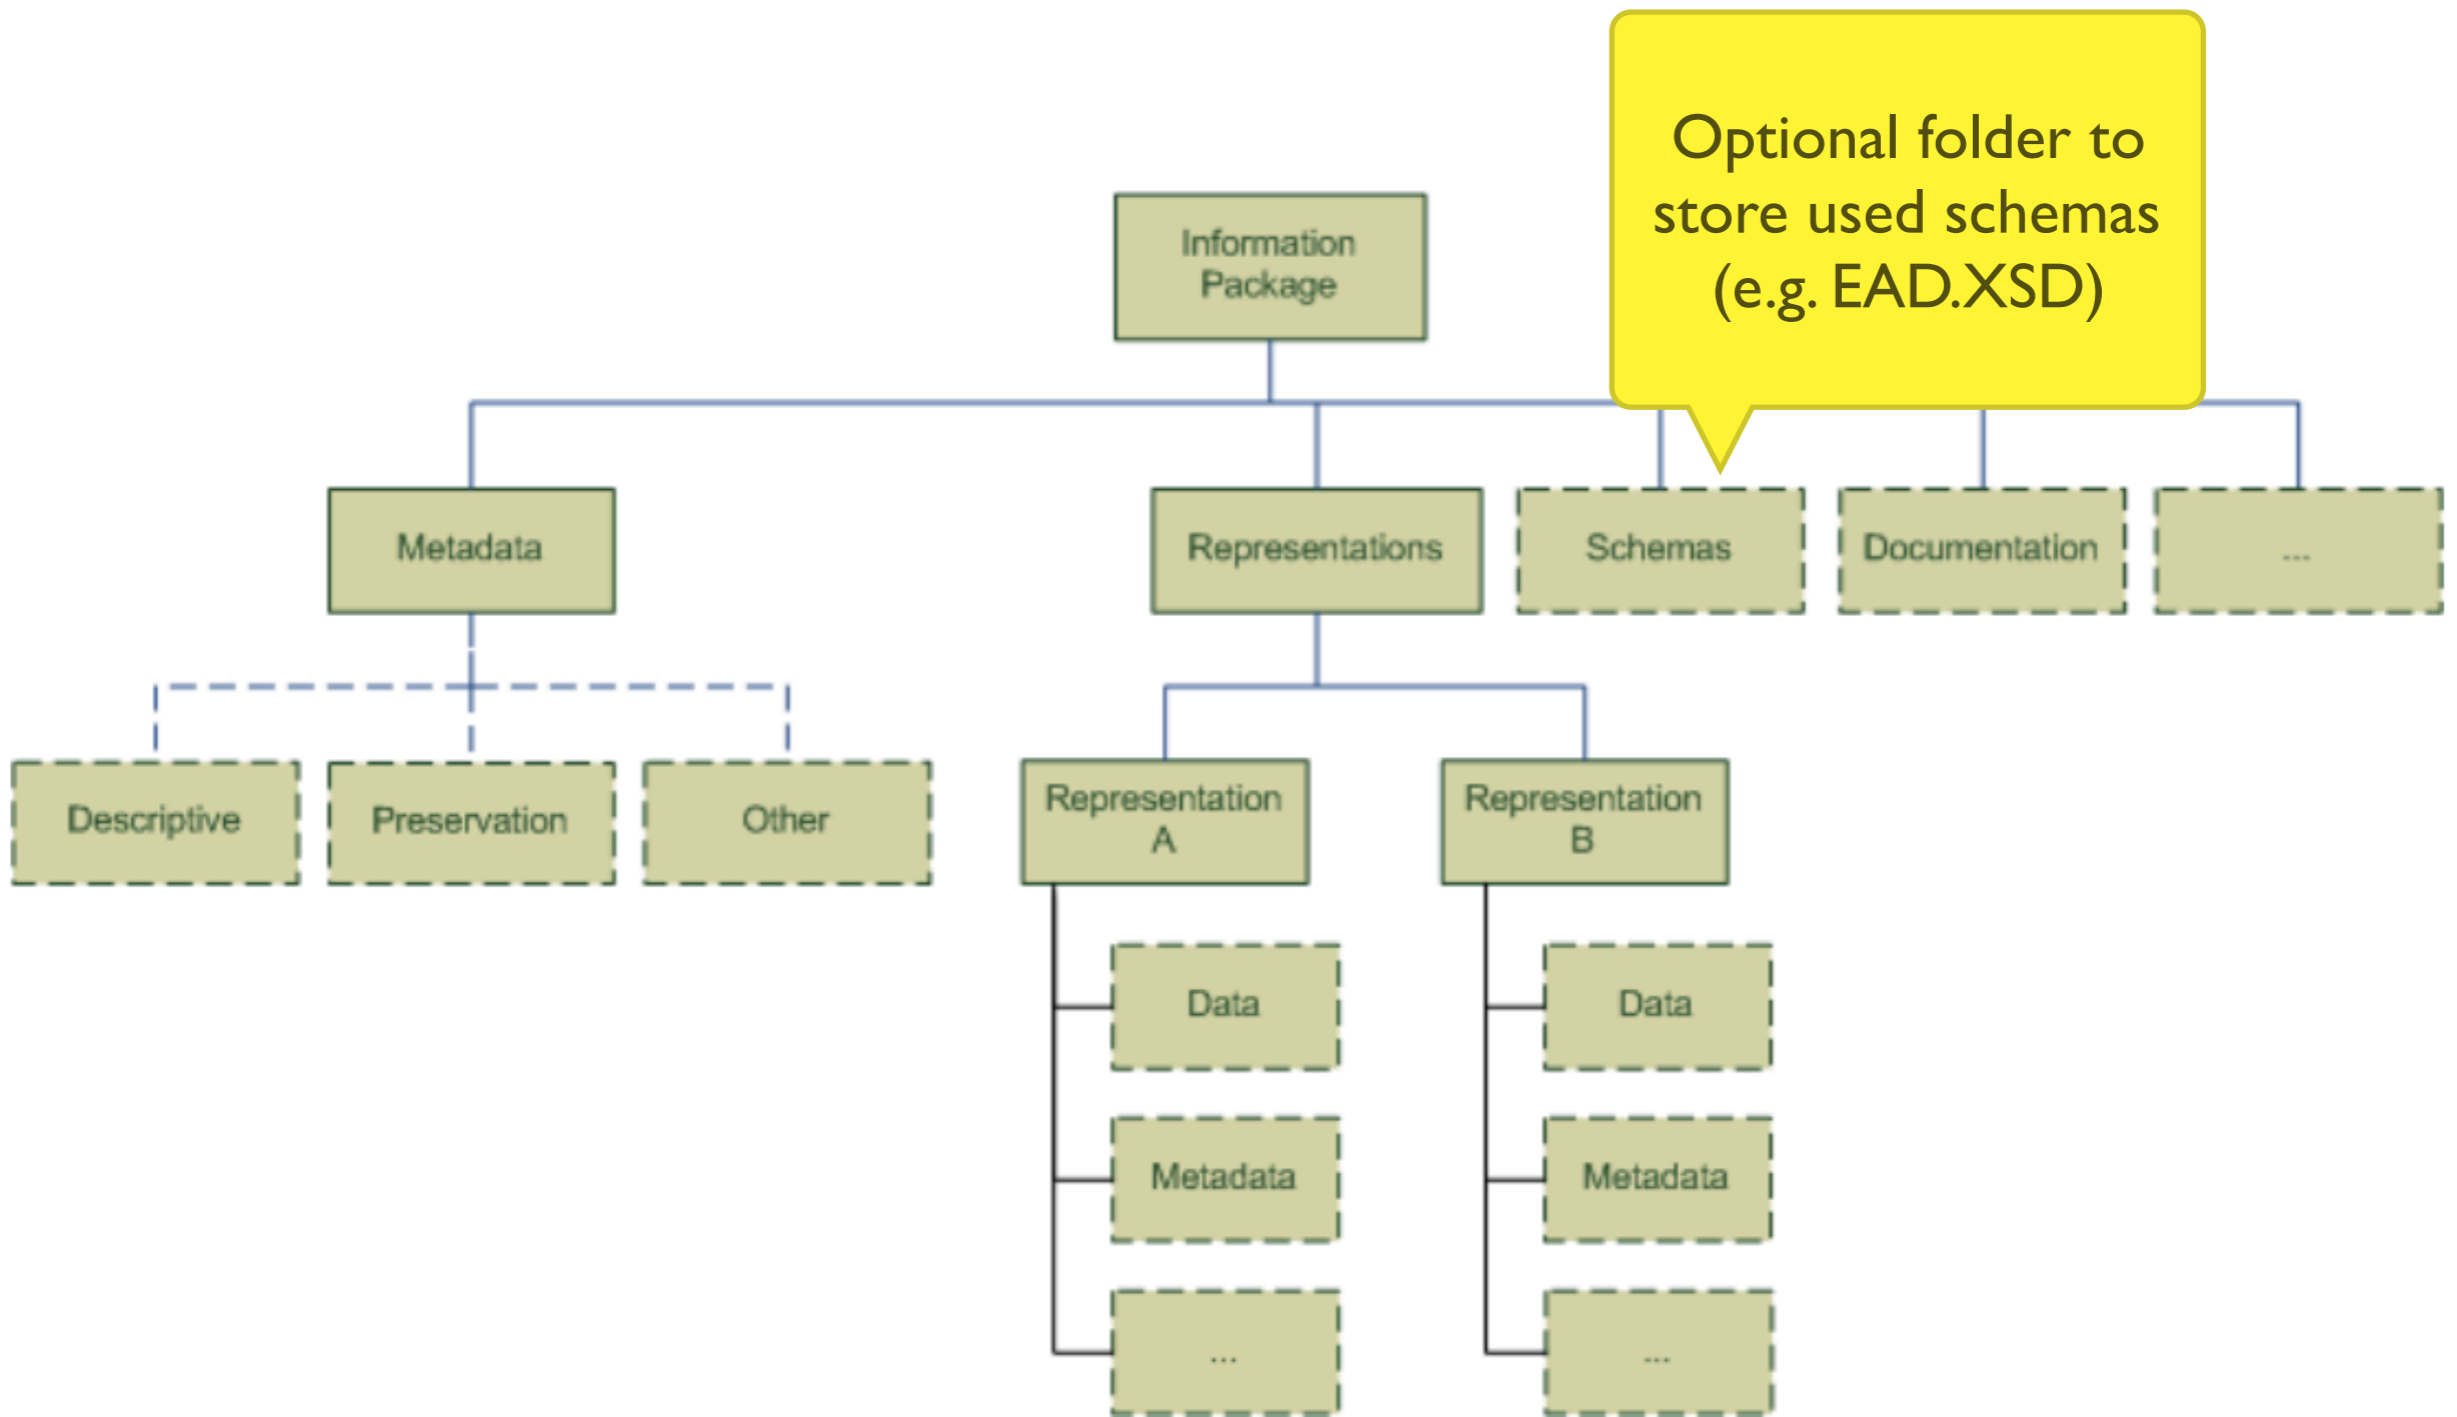 Optional folder to
store used schemas
(e.g. EAD.XSD)
Information
Package
Metadata
Representations
Schemas
Documentation
...
Descriptive
Preservation
Other
Representation
A
Representation
B
Data
Metadata
...
Data
Metadata
...